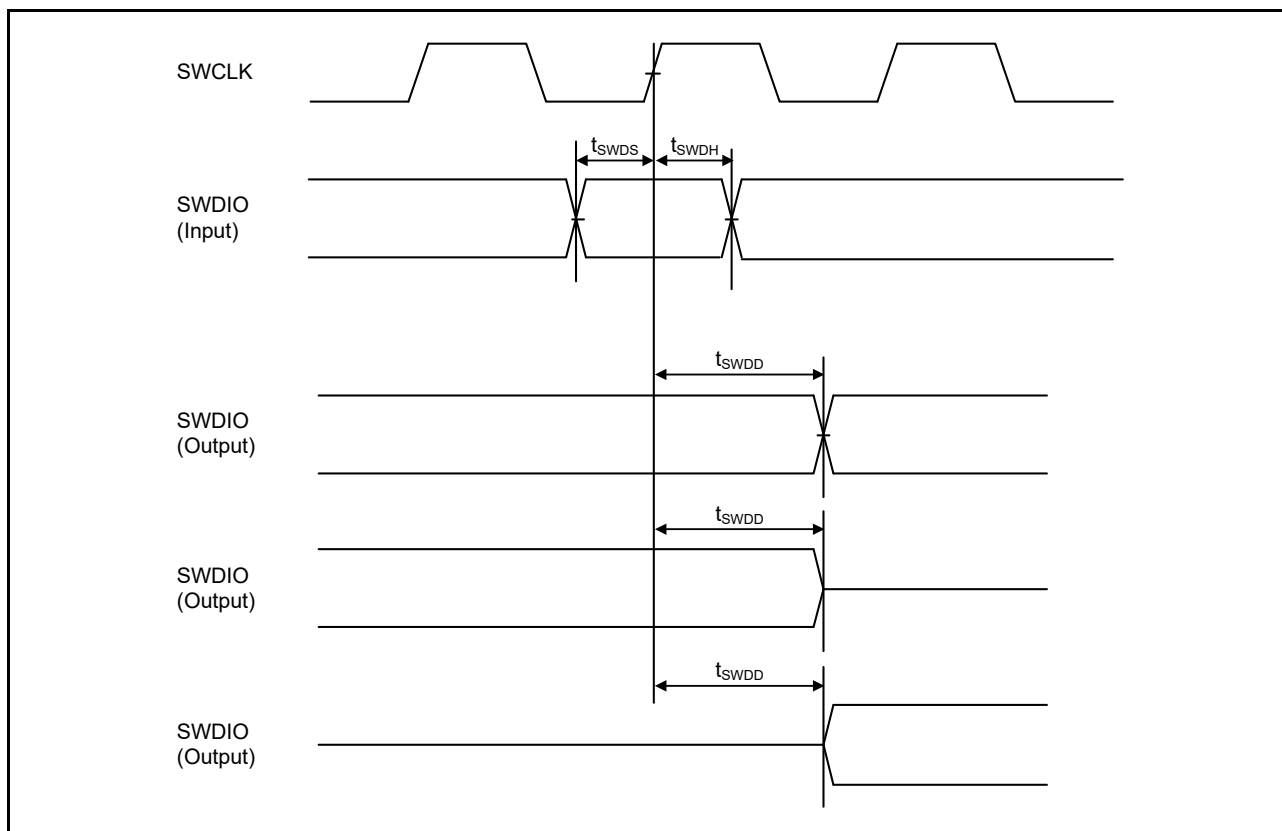 SWCLK
tSWDS tSWDH
SWDIO
(Input)
tSWDD
SWDIO
(Output)
tSWDD
SWDIO
(Output)
tSWDD
SWDIO
(Output)